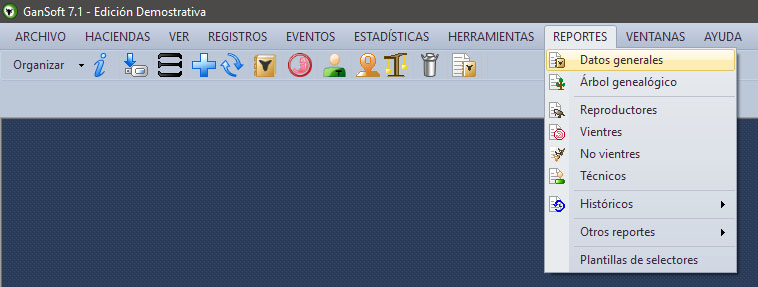 GanSoft 7.1 - Edición Demostrativa
ARCHIVO HACIENDAS VER REGISTROS EVENTOS ESTADÍSTICAS HERRAMIENTAS REPORTES VENTANAS AYUDA
Organizar
Datos generales
Árbol genealógico
Reproductores
Vientres
No vientres
Técnicos
Históricos
Otros reportes
Plantillas de selectores